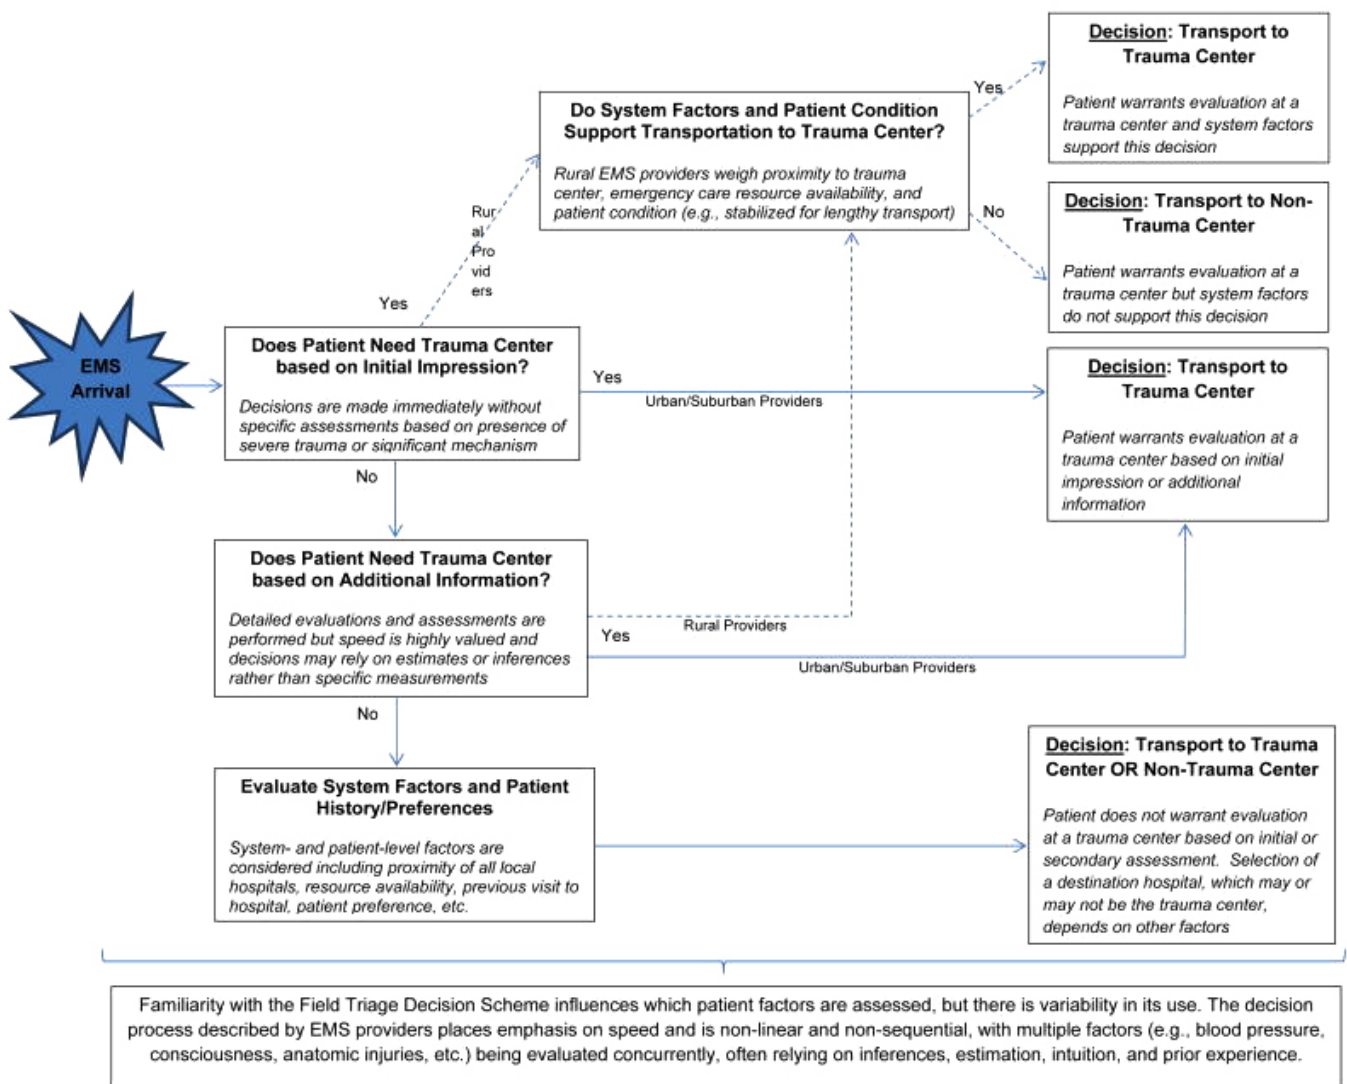 EMS
Arrival
Does Patient Need Trauma Center
based on Initial Impression?
Decisions are made immediately without
specific assessments based on presence of
severe trauma or significant mechanism
Yes
Rur
al
Pro
vid
ers
Do System Factors and Patient Condition
Support Transportation to Trauma Center?
Rural EMS providers weigh proximity to trauma
center, emergency care resource availability, and
patient condition (e.g., stabilized for lengthy transport)
Yes
Decision: Transport to
Trauma Center
Patient warrants evaluation at a
trauma center and system factors
support this decision
No
Decision: Transport to Non-
Trauma Center
Patient warrants evaluation at a
trauma center but system factors
do not support this decision
Yes
Urban/Suburban Providers
Decision: Transport to
Trauma Center
Patient warrants evaluation at a
trauma center based on initial
impression or additional
information
No
Does Patient Need Trauma Center
based on Additional Information?
Detailed evaluations and assessments are
performed but speed is highly valued and
decisions may rely on estimates or inferences
rather than specific measurements
Yes
Rural Providers
Urban/Suburban Providers
No
Evaluate System Factors and Patient
History/Preferences
System- and patient-level factors are
considered including proximity of all local
hospitals, resource availability, previous visit to
hospital, patient preference, etc.
Decision: Transport to Trauma
Center OR Non-Trauma Center
Patient does not warrant evaluation
at a trauma center based on initial or
secondary assessment. Selection of
a destination hospital, which may or
may not be the trauma center,
depends on other factors
Familiarity with the Field Triage Decision Scheme influences which patient factors are assessed, but there is variability in its use. The decision
process described by EMS providers places emphasis on speed and is non-linear and non-sequential, with multiple factors (e.g., blood pressure,
consciousness, anatomic injuries, etc.) being evaluated concurrently, often relying on inferences, estimation, intuition, and prior experience.